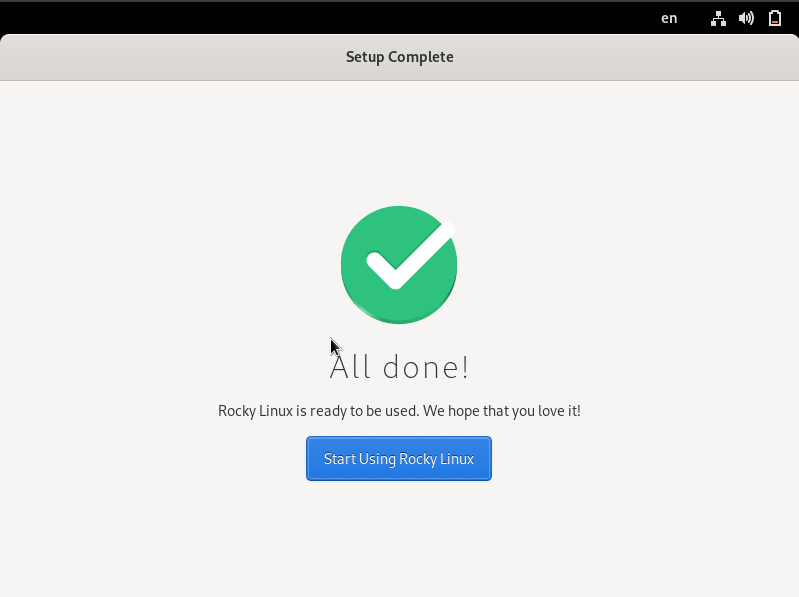 en
Setup Complete
All done!
Rocky Linux is ready to be used. We hope that you love it!
Start Using Rocky Linux